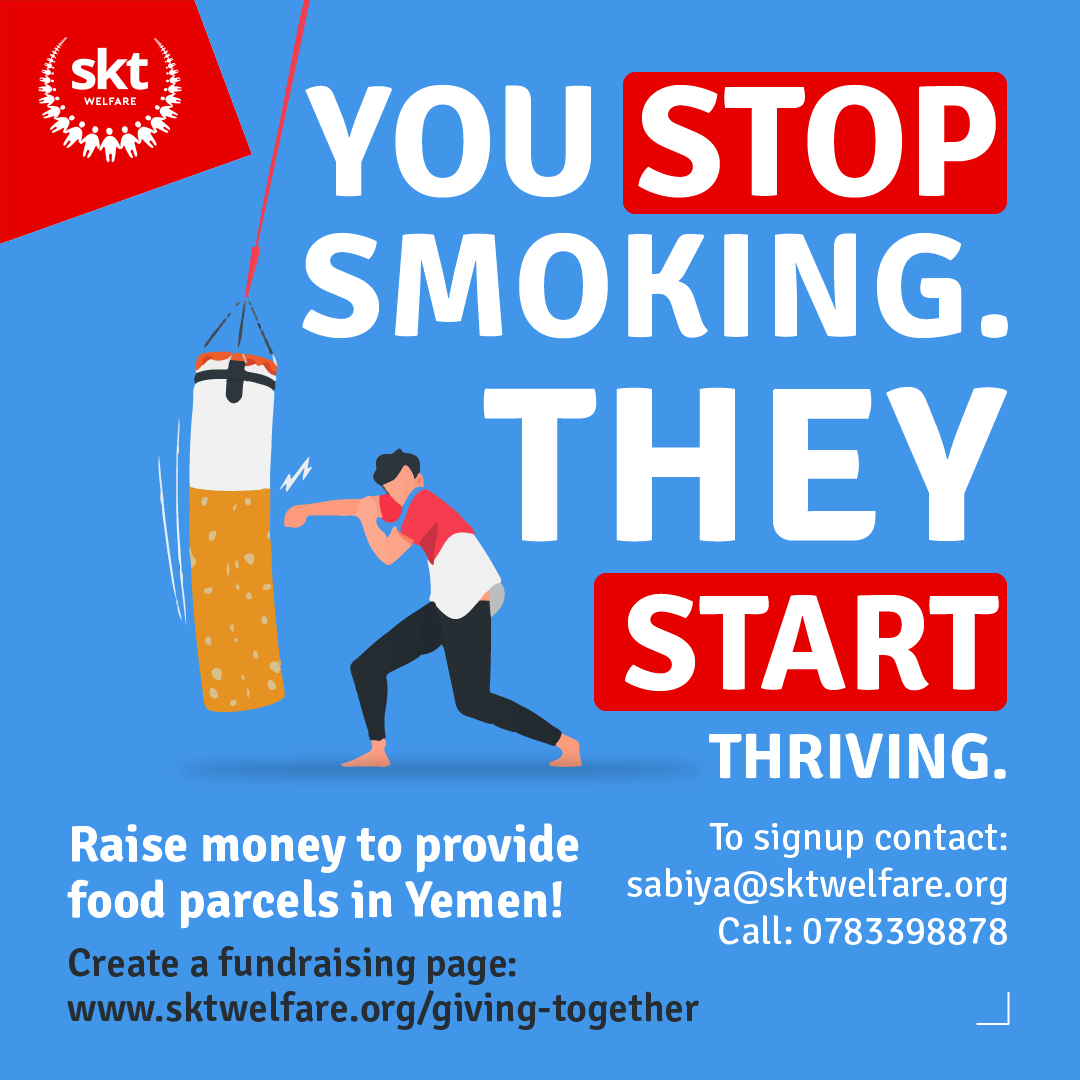 skt
WELFARE
YOU STOP
SMOKING.
THEY
START
THRIVING.
Raise money to provide
food parcels in Yemen!
Create a fundraising page:
www.sktwelfare.org/giving-together
To signup contact:
sabiya@sktwelfare.org
Call: 0783398878